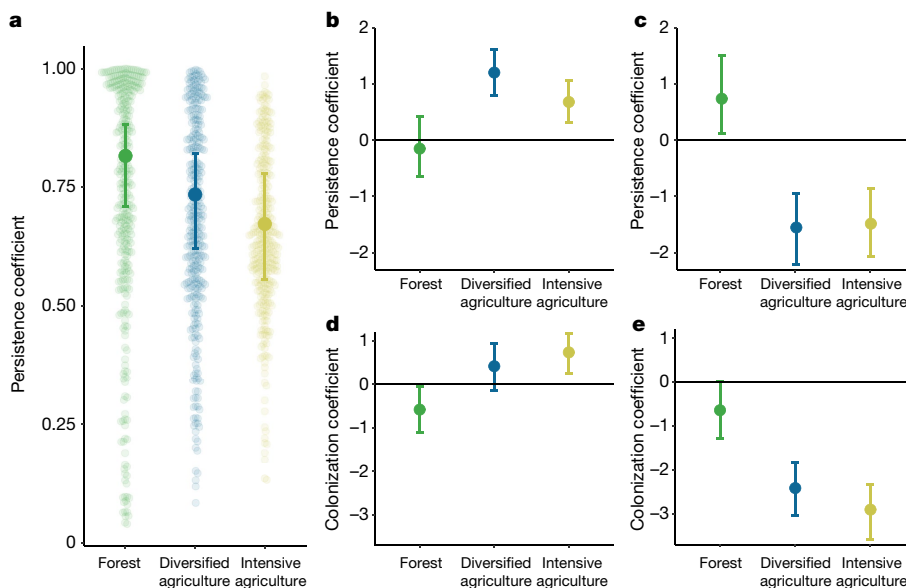 a
Persistence coefficient
1.00
0.75
0.50
0.25
0
Forest
Diversified
agriculture
Intensive
agriculture
b
Persistence coefficient
2
1
0
−1
−2
Forest
Diversified
agriculture
Intensive
agriculture
c
Persistence coefficient
2
1
0
−1
−2
Forest
Diversified
agriculture
Intensive
agriculture
d
Colonization coefficient
1
0
−1
−2
−3
Forest
Diversified
agriculture
Intensive
agriculture
e
Colonization coefficient
1
0
−1
−2
−3
Forest
Diversified
agriculture
Intensive
agriculture